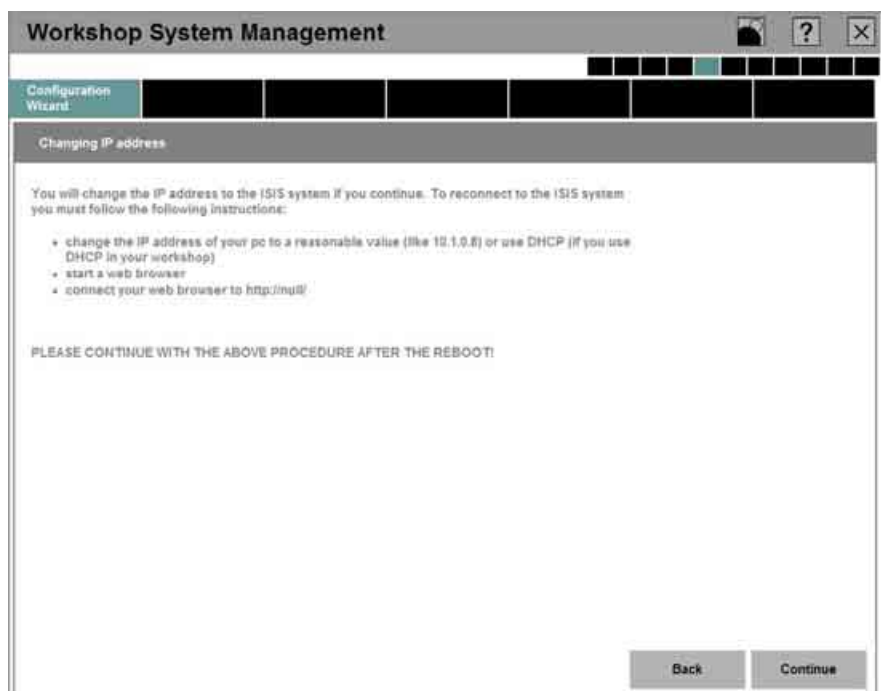 Workshop System Management
?
Configuration
Wizard
Changing IP address
You will change the IP address to the ISIS system if you continue. To reconnect to the ISIS system
you must follow the following instructions:
• change the IP address of your pc to a reasonable value (like 10.1.0.8) or use DHCP (if you use
DHCP in your workshop)
• start a web browser
• connect your web browser to http://null/
PLEASE CONTINUE WITH THE ABOVE PROCEDURE AFTER THE REBOOT!
Back
Continue